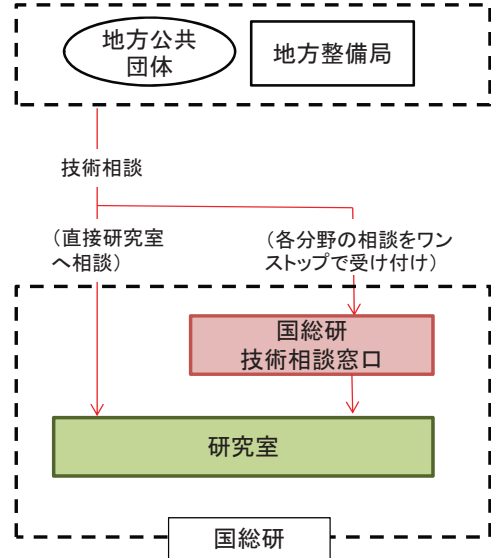 地方公共
団体
地方整備局
技術相談
（直接研究室
へ相談）
（各分野の相談をワン
ストップで受け付け）
国総研
技術相談窓口
研究室
国総研